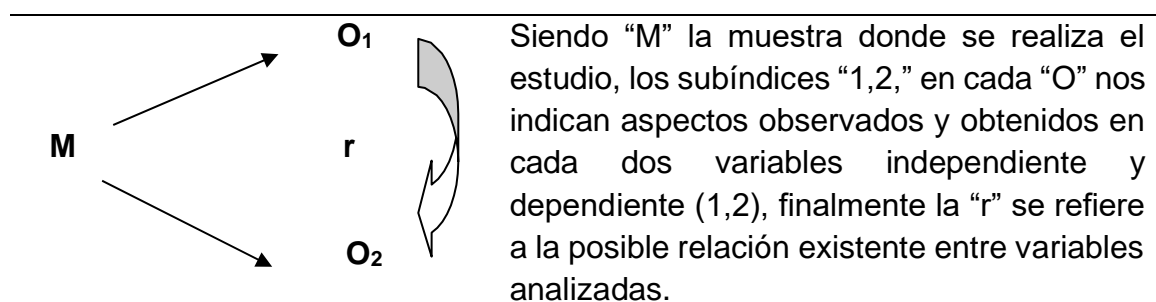 O₁
M
r
O₂
Siendo “M” la muestra donde se realiza el
estudio, los subíndices “1,2,” en cada “O” nos
indican aspectos observados y obtenidos en
cada dos variables independiente y
dependiente (1,2), finalmente la “r” se refiere
a la posible relación existente entre variables
analizadas.